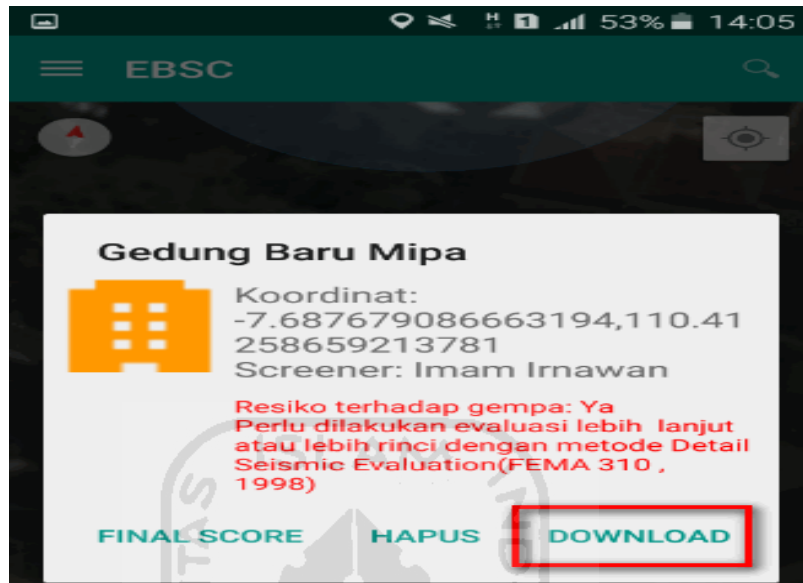 53% 14:05
EBSC
Gedung Baru Mipa
Koordinat:
-7.687679086663194,110.41
258659213781
Screener: Imam Irnawan
Resiko terhadap gempa: Ya
Perlu dilakukan evaluasi lebih lanjut
atau lebih rinci dengan metode Detail
Seismic Evaluation(FEMA 310 ,
1998)
ISLAM
FINAL SCORE HAPUS DOWNLOAD